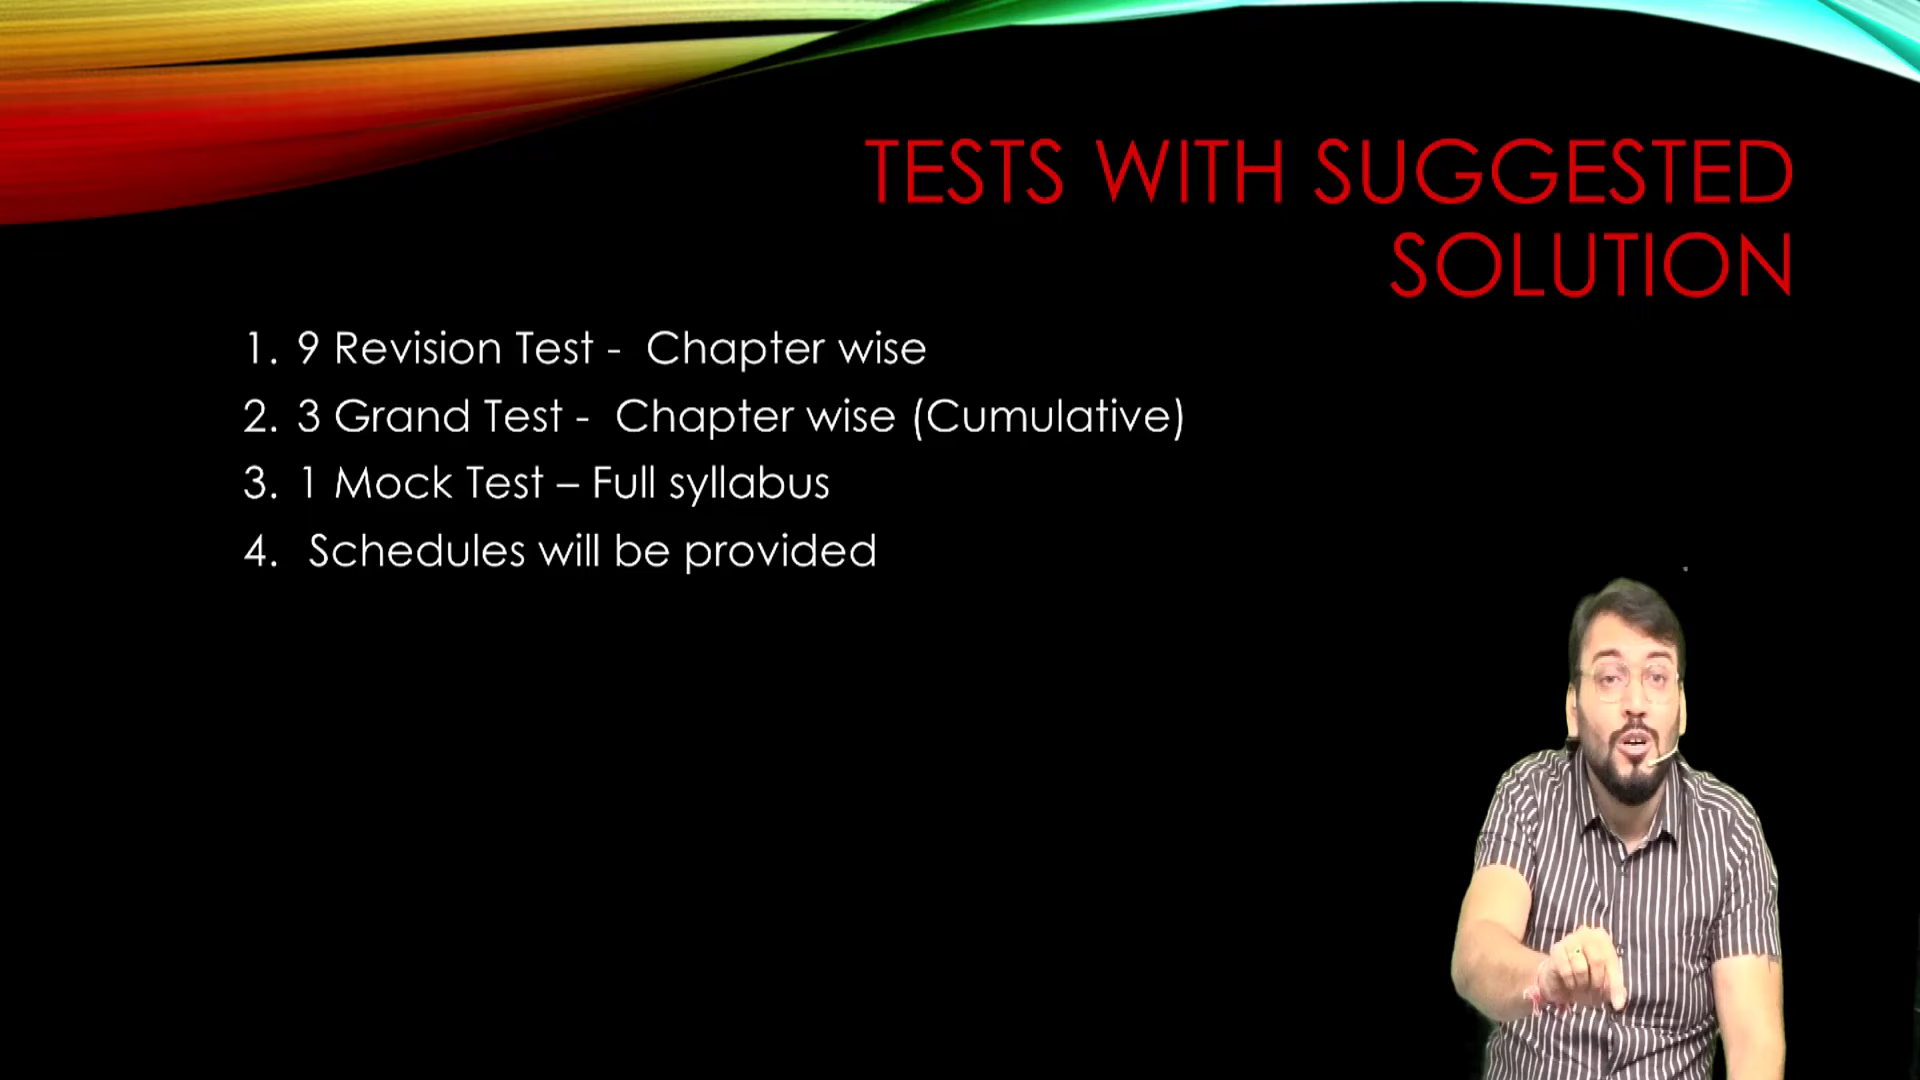 TESTS WITH SUGGESTED
SOLUTION
1. 9 Revision Test - Chapter wise
2. 3 Grand Test - Chapter wise (Cumulative)
3. 1 Mock Test – Full syllabus
4. Schedules will be provided